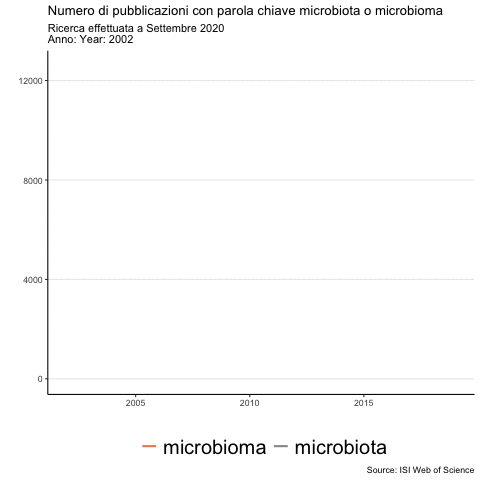 Numero di pubblicazioni con parola chiave microbiota o microbioma
Ricerca effettuata a Settembre 2020
Anno: Year: 2002
12000
8000
4000
0
2005 2010 2015
microbioma microbiota
Source: ISI Web of Science